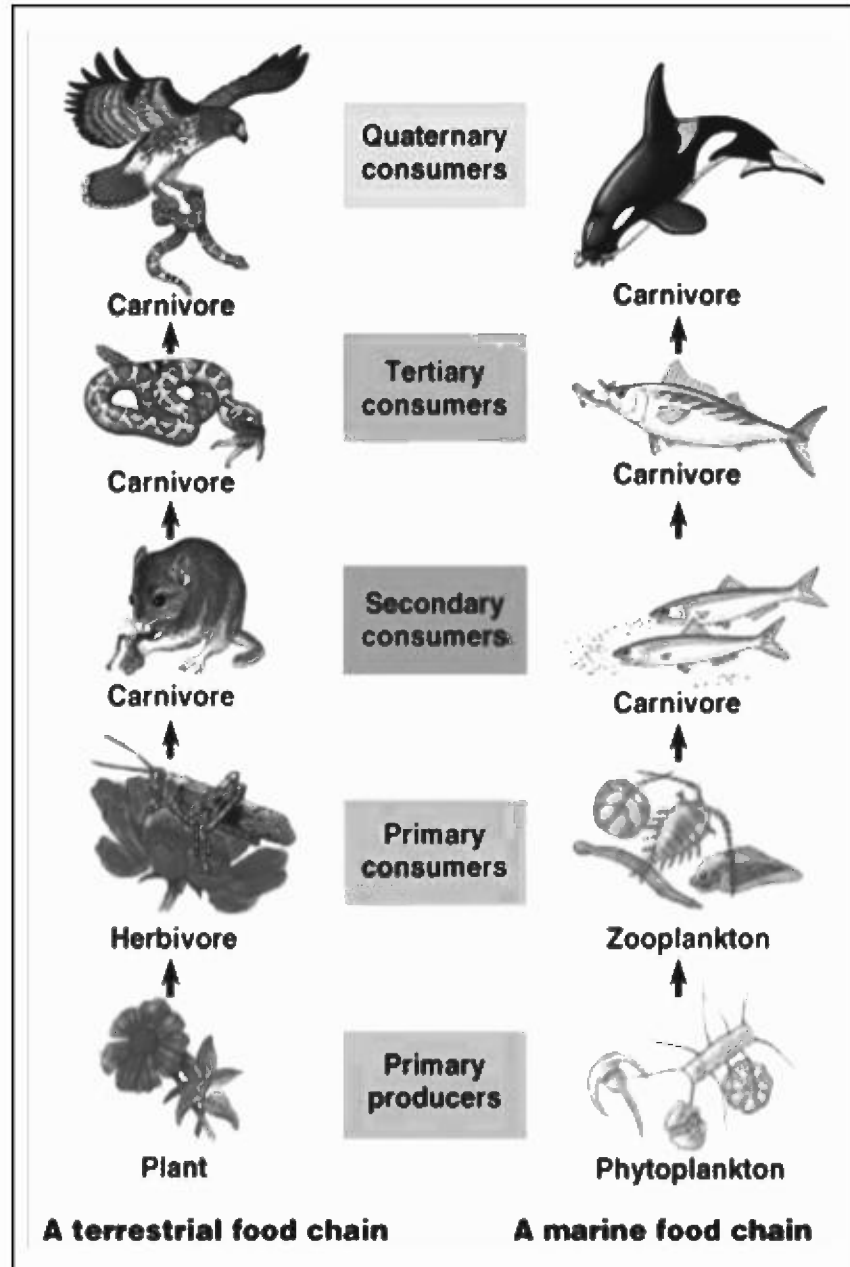 Quaternary
consumers
Carnivore
Carnivore
Tertiary
consumers
Carnivore
Carnivore
Secondary
consumers
Carnivore
Carnivore
Primary
consumers
Herbivore
Zooplankton
Primary
producers
Plant
Phytoplankton
A terrestrial food chain
A marine food chain